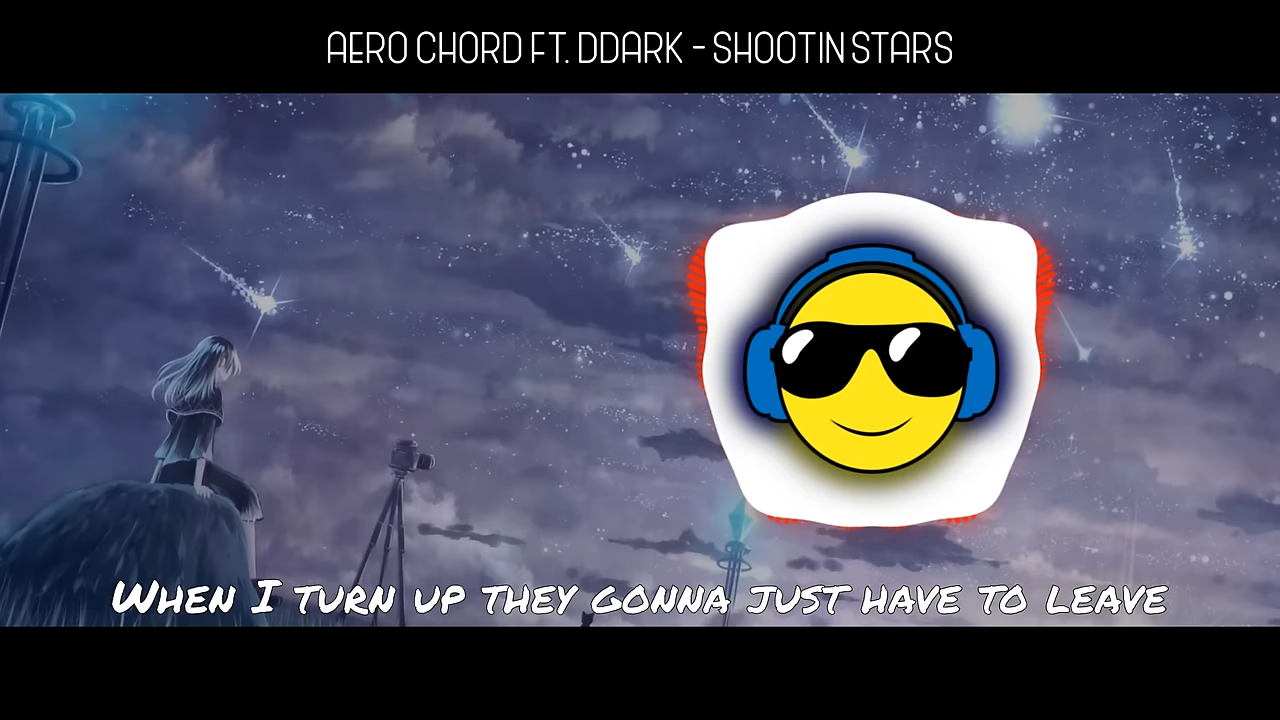 AERO CHORD FT. DDARK - SHOOTIN STARS
WHEN I TURN UP THEY GONNA JUST HAVE TO LEAVE